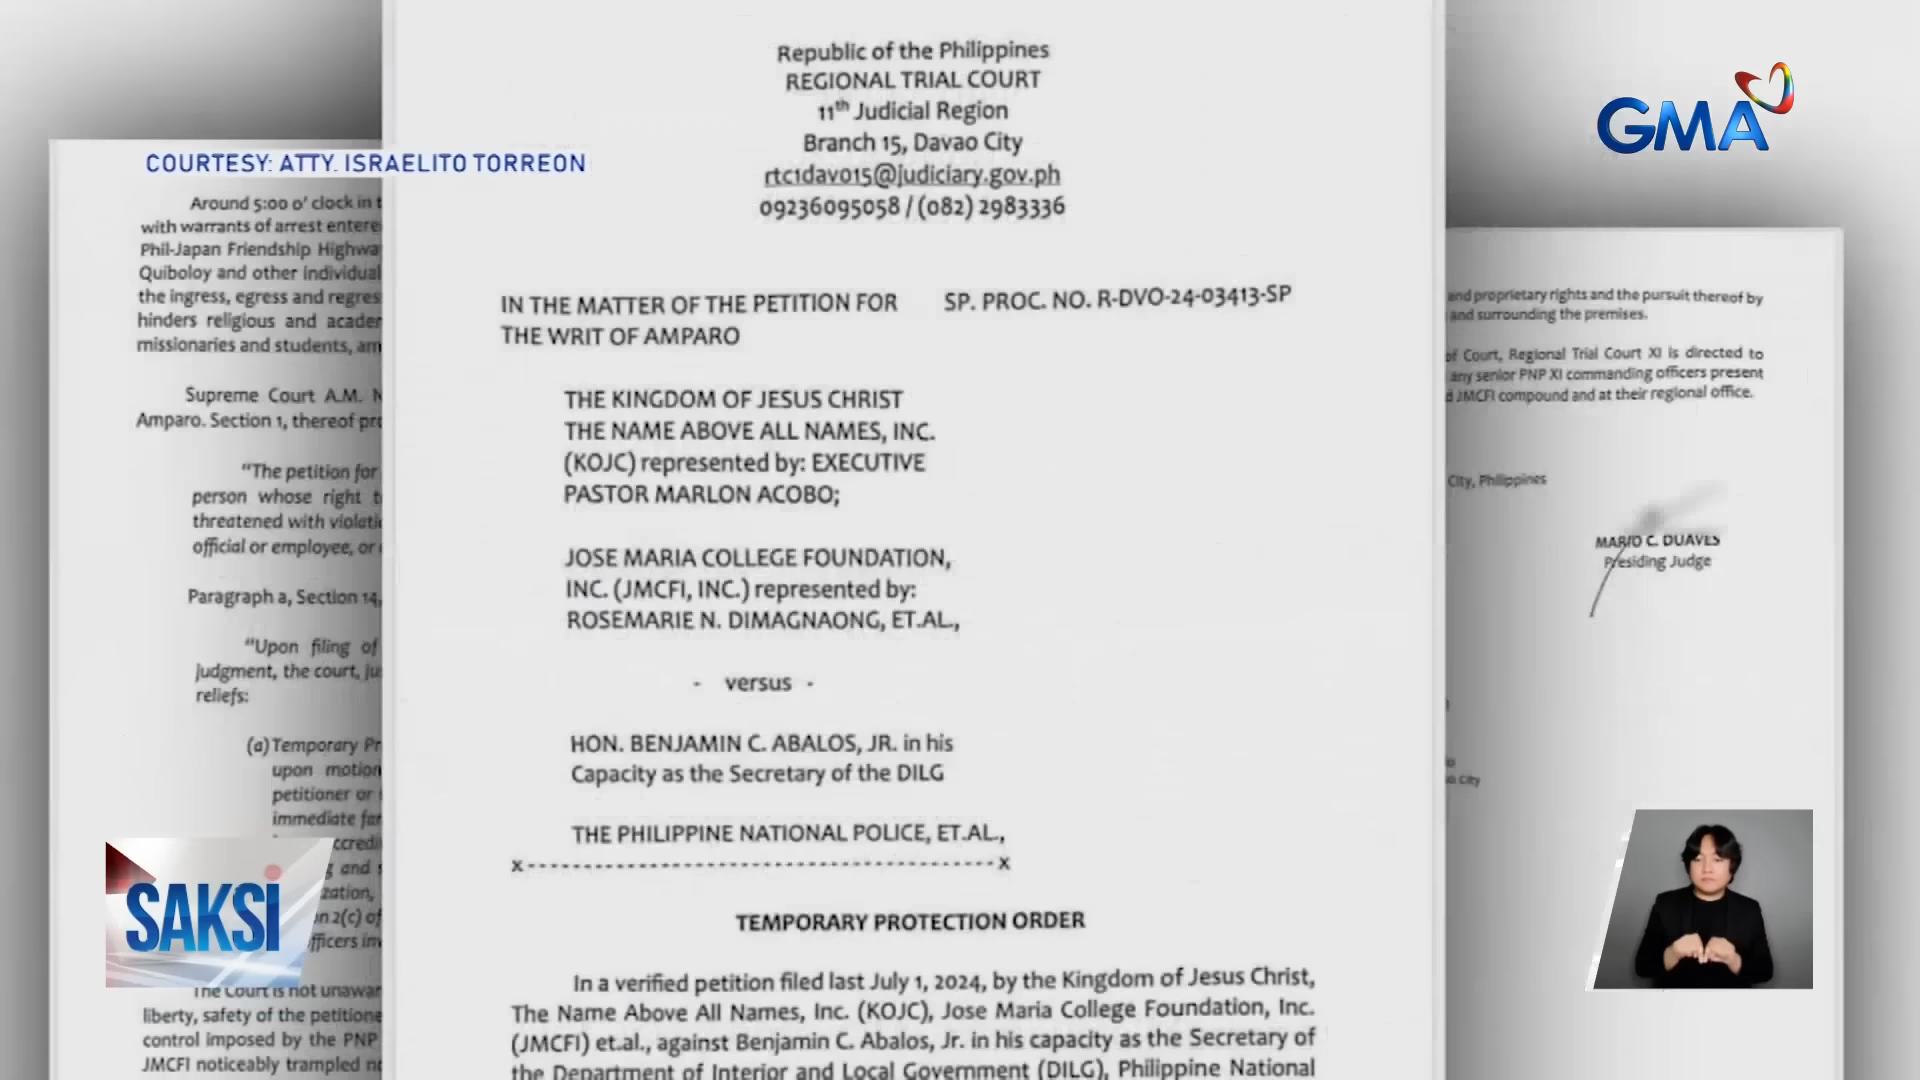 COURTESY: ATTY. ISRAELITO TORREON
GMA
Republic of the Philippines
REGIONAL TRIAL COURT
11th Judicial Region
Branch 15, Davao City
rtc1davo15@judiciary.gov.ph
09236095058 / (082) 2983336
IN THE MATTER OF THE PETITION FOR SP. PROC. NO. R-DVO-24-03413-SP
THE WRIT OF AMPARO
THE KINGDOM OF JESUS CHRIST
THE NAME ABOVE ALL NAMES, INC.
(KOJC) represented by: EXECUTIVE
PASTOR MARLON ACOBO;
JOSE MARIA COLLEGE FOUNDATION,
INC. (JMCFI, INC.) represented by:
ROSEMARIE N. DIMAGNAONG, ET.AL.,
- versus -
HON. BENJAMIN C. ABALOS, JR. in his
Capacity as the Secretary of the DILG
THE PHILIPPINE NATIONAL POLICE, ET.AL.,
x-----------------------------------------x
TEMPORARY PROTECTION ORDER
In a verified petition filed last July 1, 2024, by the Kingdom of Jesus Christ,
The Name Above All Names, Inc. (KOJC), Jose Maria College Foundation, Inc.
(JMCFI) et.al., against Benjamin C. Abalos, Jr. in his capacity as the Secretary of
the Department of Interior and Local Government (DILG), Philippine National
Around 5:00 o' clock in
with warrants of arrest
Phil-Japan Friendship
Quiboloy and other
the ingress, egress and
hinders religious and
missionaries and students,
Supreme Court A.M.
Amparo. Section 1, thereof
"The petition for
person whose right
threatened with
official or employee, or
Paragraph a, Section 14,
"Upon filing of
judgment, the court,
reliefs:
(a) Temporary
upon motion
petitioner or
immediate
and
2(c) of
The Court is not
liberty, safety of the
control imposed by the PNP
JMCFI noticeably trampled
and proprietary rights and the pursuit thereof by
and surrounding the premises.
of Court, Regional Trial Court XI is directed to
any senior PNP XI commanding officers present
JMCFI compound and at their regional office.
City, Philippines
MARIO C. DUAVES
Presiding Judge
City
SAKSI